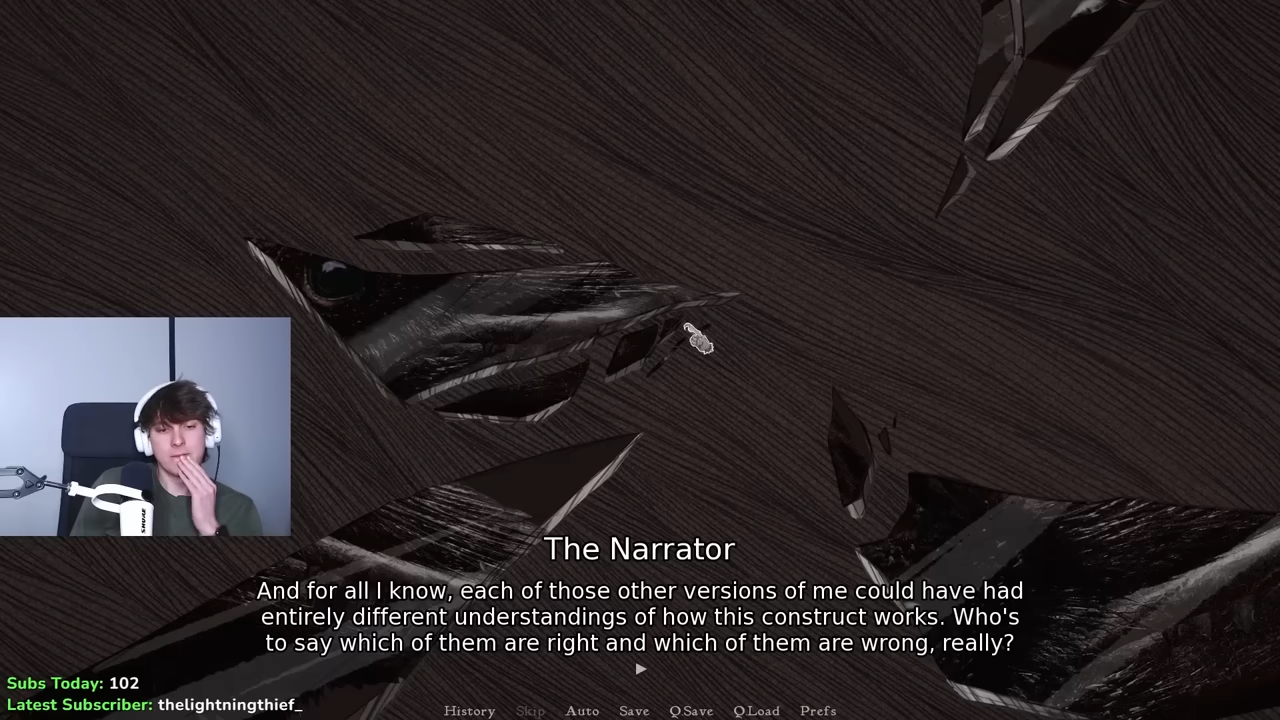 SHURE
The Narrator
And for all I know, each of those other versions of me could have had
entirely different understandings of how this construct works. Who's
to say which of them are right and which of them are wrong, really?
Subs Today: 102
Latest Subscriber: thelightningthief_
History Skip Auto Save Q.Save Q.Load Prefs